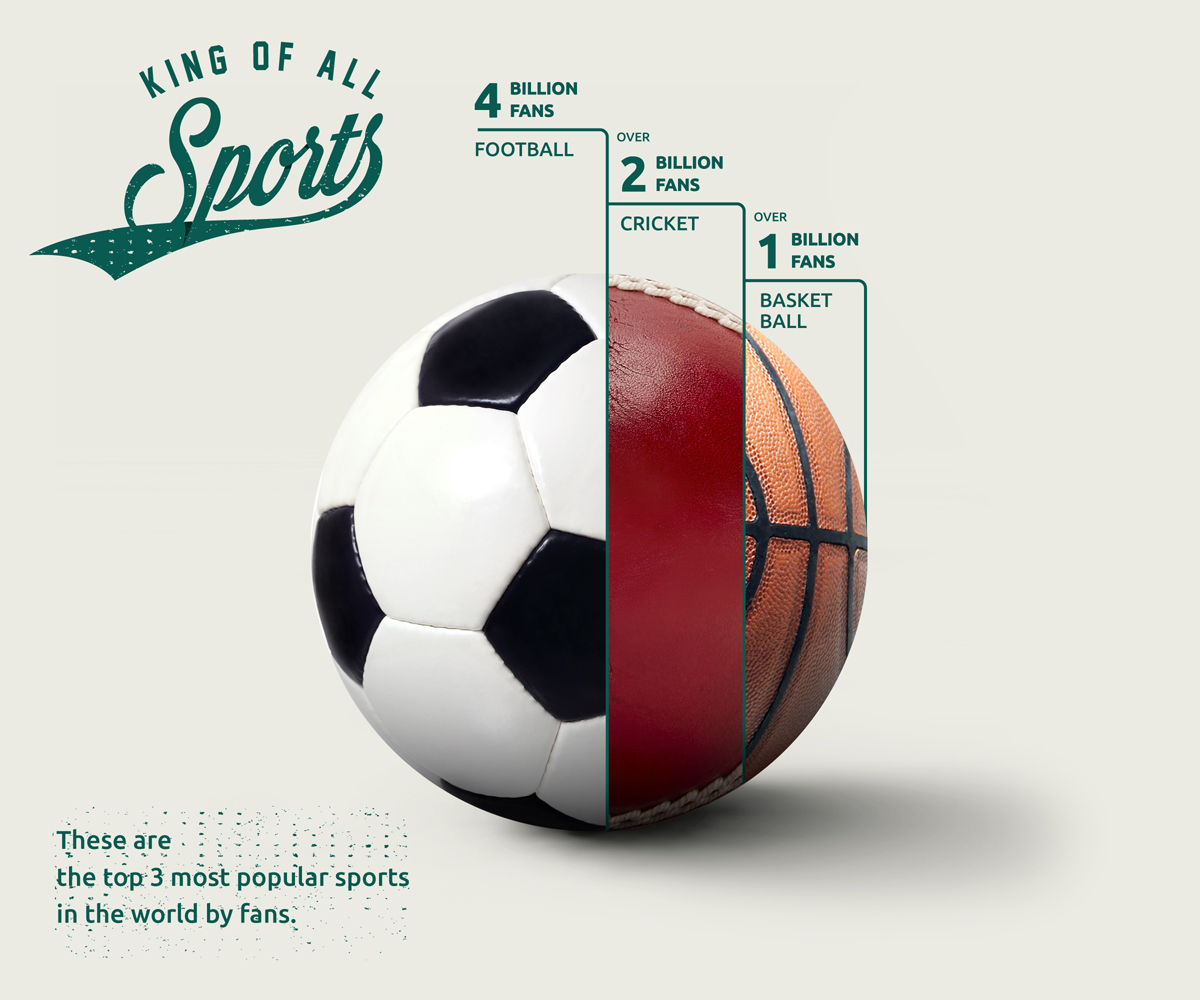 KING OF ALL
Sports
4 BILLION
FANS
FOOTBALL
OVER
2 BILLION
FANS
CRICKET
OVER
1 BILLION
FANS
BASKET
BALL
These are
the top 3 most popular sports
in the world by fans.